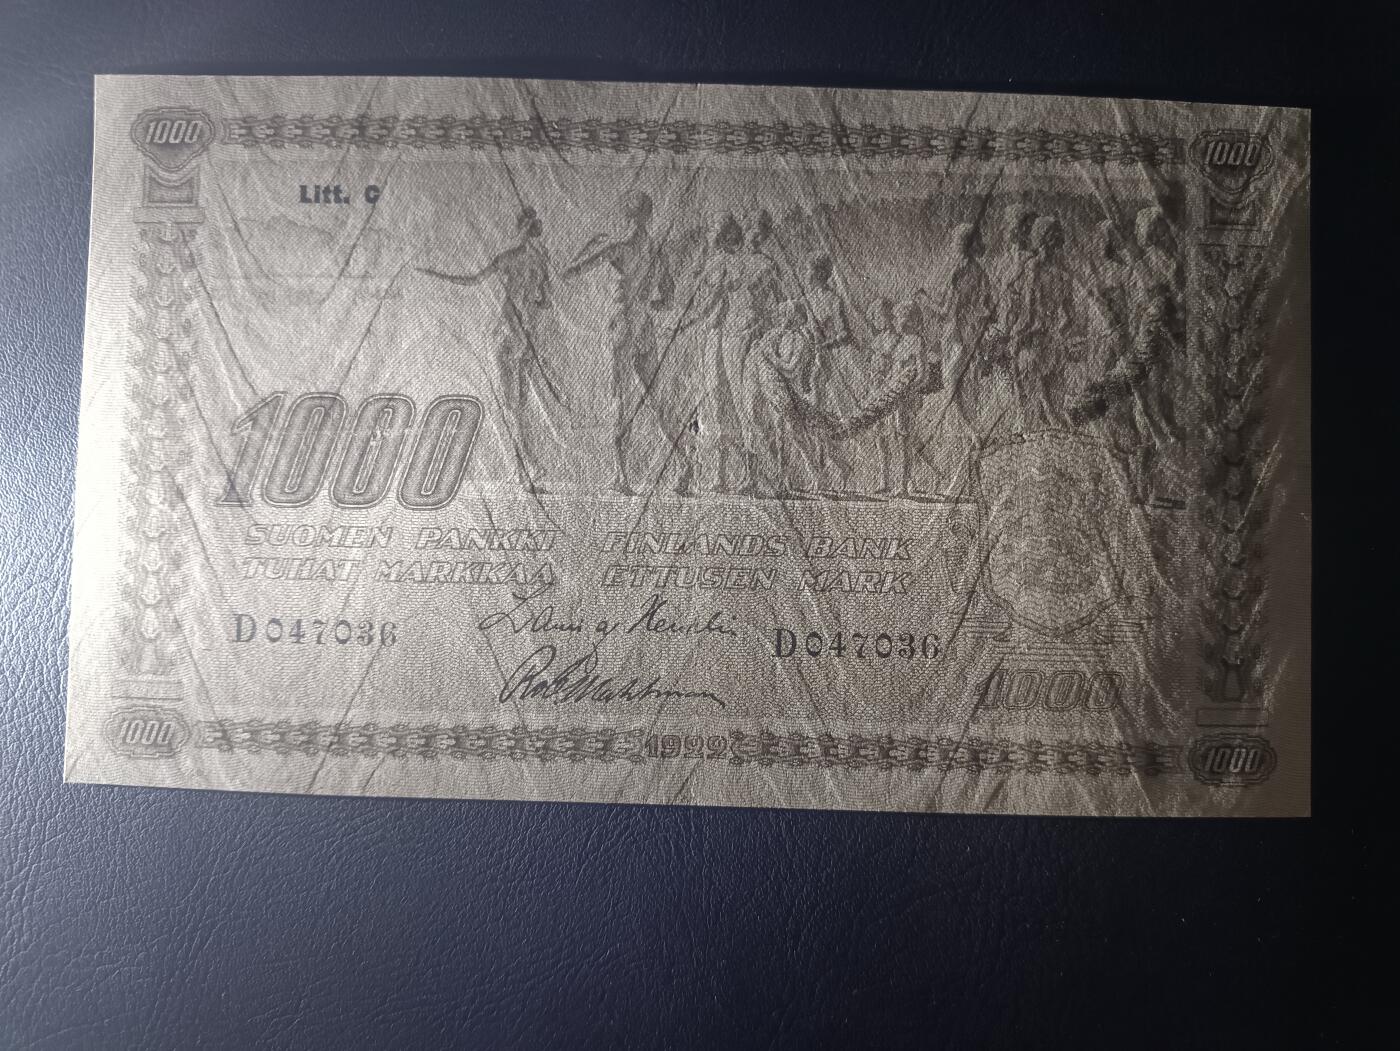 1000
1000
Litt. C
1000
SUOMEN PANKKI FINLANDS BANK
TUHAT MARKKAA ETTUSEN MARK
D047036 D047036
1000
1000 1922 1000